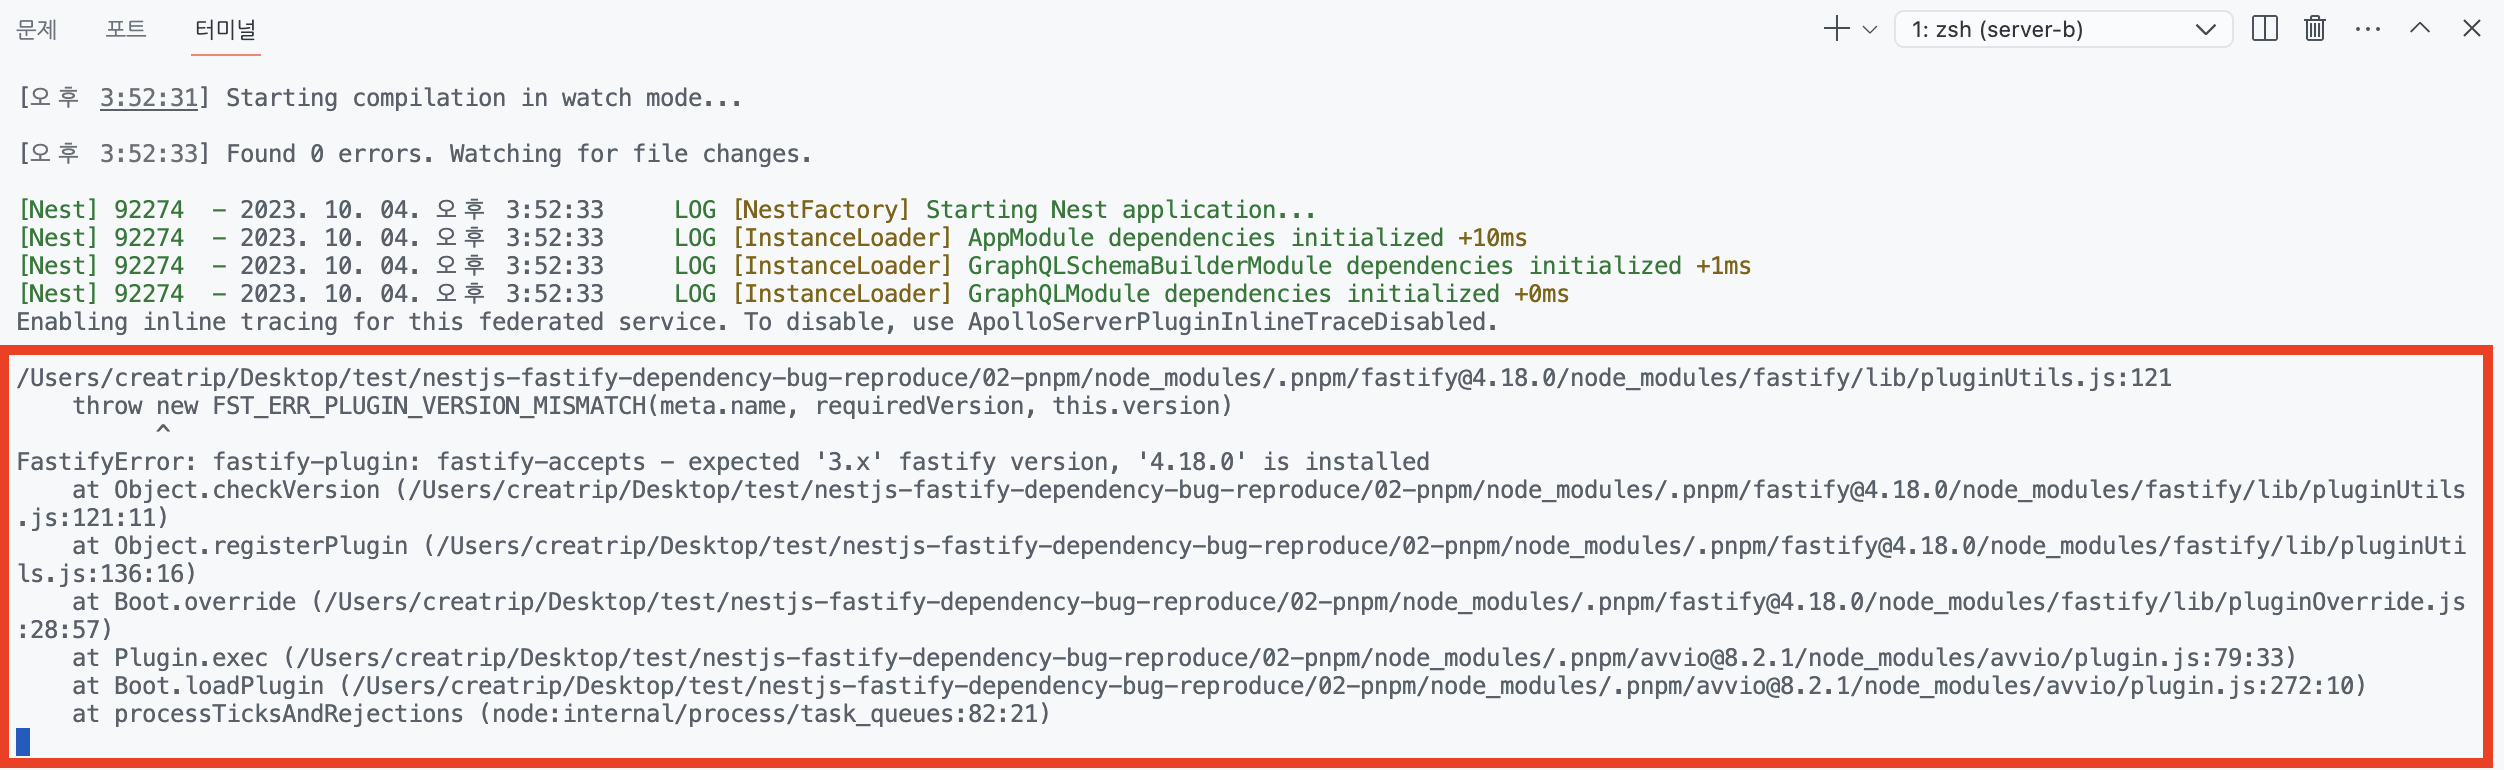 문제 포트 터미널 1: zsh (server-b)
[오후 3:52:31] Starting compilation in watch mode...
[오후 3:52:33] Found 0 errors. Watching for file changes.
[Nest] 92274  - 2023. 10. 04. 오후 3:52:33     LOG [NestFactory] Starting Nest application...
[Nest] 92274  - 2023. 10. 04. 오후 3:52:33     LOG [InstanceLoader] AppModule dependencies initialized +10ms
[Nest] 92274  - 2023. 10. 04. 오후 3:52:33     LOG [InstanceLoader] GraphQLSchemaBuilderModule dependencies initialized +1ms
[Nest] 92274  - 2023. 10. 04. 오후 3:52:33     LOG [InstanceLoader] GraphQLModule dependencies initialized +0ms
Enabling inline tracing for this federated service. To disable, use ApolloServerPluginInlineTraceDisabled.
/Users/creatrip/Desktop/test/nestjs-fastify-dependency-bug-reproduce/02-pnpm/node_modules/.pnpm/fastify@4.18.0/node_modules/fastify/lib/pluginUtils.js:121
    throw new FST_ERR_PLUGIN_VERSION_MISMATCH(meta.name, requiredVersion, this.version)
          ^
FastifyError: fastify-plugin: fastify-accepts - expected '3.x' fastify version, '4.18.0' is installed
    at Object.checkVersion (/Users/creatrip/Desktop/test/nestjs-fastify-dependency-bug-reproduce/02-pnpm/node_modules/.pnpm/fastify@4.18.0/node_modules/fastify/lib/pluginUtils
.js:121:11)
    at Object.registerPlugin (/Users/creatrip/Desktop/test/nestjs-fastify-dependency-bug-reproduce/02-pnpm/node_modules/.pnpm/fastify@4.18.0/node_modules/fastify/lib/pluginUti
ls.js:136:16)
    at Boot.override (/Users/creatrip/Desktop/test/nestjs-fastify-dependency-bug-reproduce/02-pnpm/node_modules/.pnpm/fastify@4.18.0/node_modules/fastify/lib/pluginOverride.js
:28:57)
    at Plugin.exec (/Users/creatrip/Desktop/test/nestjs-fastify-dependency-bug-reproduce/02-pnpm/node_modules/.pnpm/avvio@8.2.1/node_modules/avvio/plugin.js:79:33)
    at Boot.loadPlugin (/Users/creatrip/Desktop/test/nestjs-fastify-dependency-bug-reproduce/02-pnpm/node_modules/.pnpm/avvio@8.2.1/node_modules/avvio/plugin.js:272:10)
    at processTicksAndRejections (node:internal/process/task_queues:82:21)